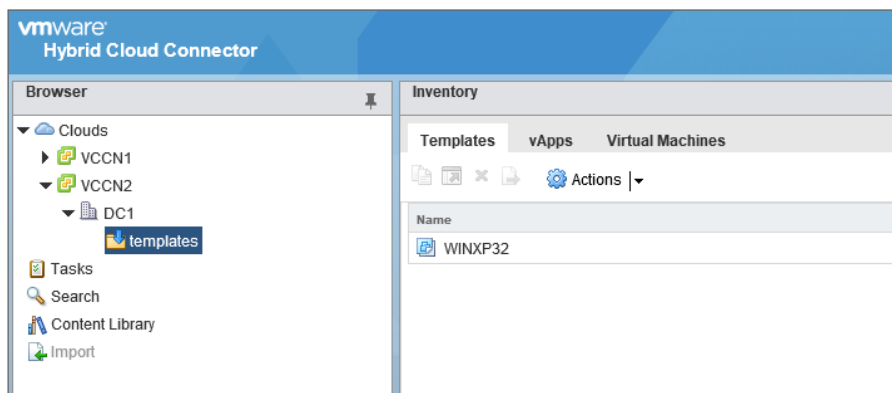 vmware
Hybrid Cloud Connector
Browser
Clouds
VCCN1
VCCN2
DC1
templates
Tasks
Search
Content Library
Import
Inventory
Templates vApps Virtual Machines
Actions
Name
WINXP32